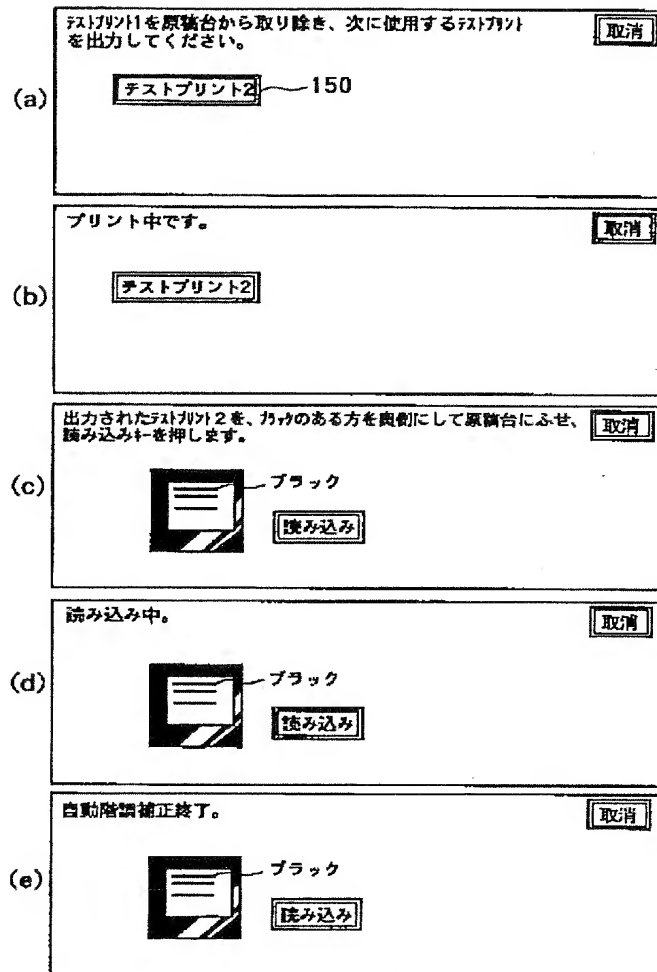 (a)
ﾃｽﾄﾌﾟﾘﾝﾄ1を原稿台から取り除き、次に使用するﾃｽﾄﾌﾟﾘﾝﾄ
を出力してください。
取消
テストプリント2
150
(b)
プリント中です。
取消
テストプリント2
(c)
出力されたﾃｽﾄﾌﾟﾘﾝﾄ2を、ﾌﾞﾗｯｸのある方を奥側にして原稿台にふせ、
読み込みｷｰを押します。
取消
ブラック
読み込み
(d)
読み込み中。
取消
ブラック
読み込み
(e)
自動階調補正終了。
取消
ブラック
読み込み